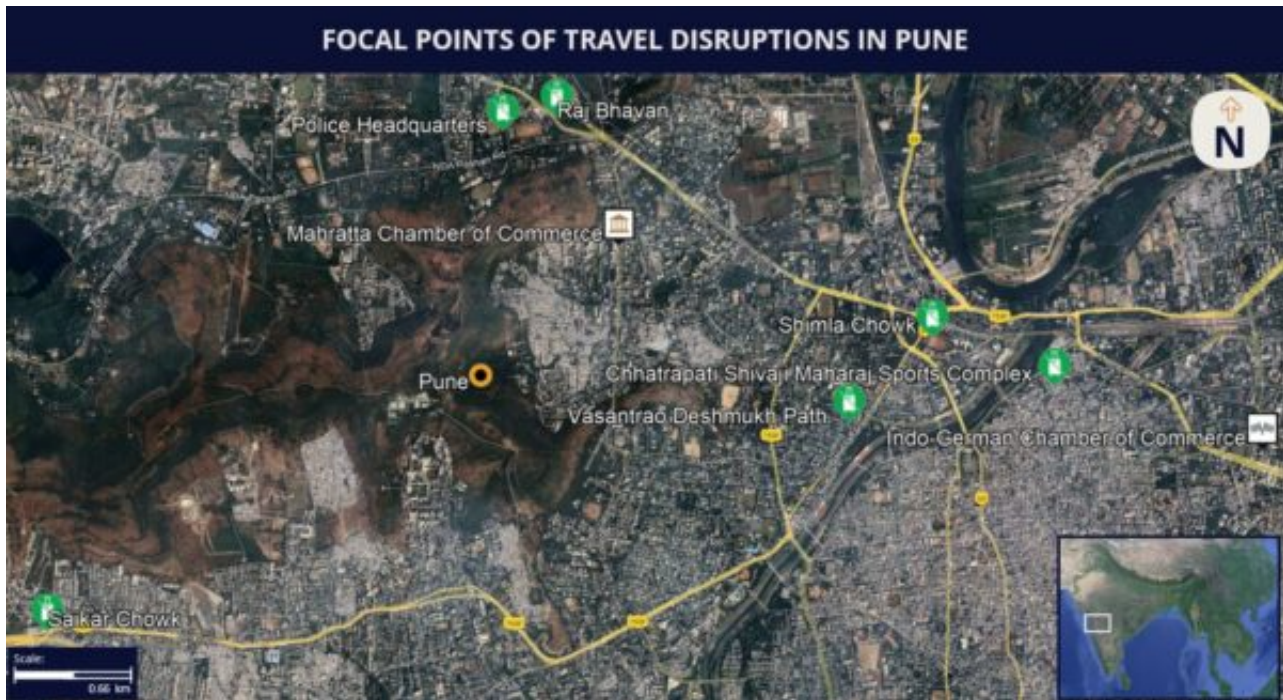 FOCAL POINTS OF TRAVEL DISRUPTIONS IN PUNE
Raj Bhavan
Police Headquarters
N
Mahratta Chamber of Commerce
Shimla Chowk
Chhatrapati Shivaji Maharaj Sports Complex
Pune
Vasantrao Deshmukh Path
Indo German Chamber of Commerce
Saikar Chowk
Scale:
0.66 km